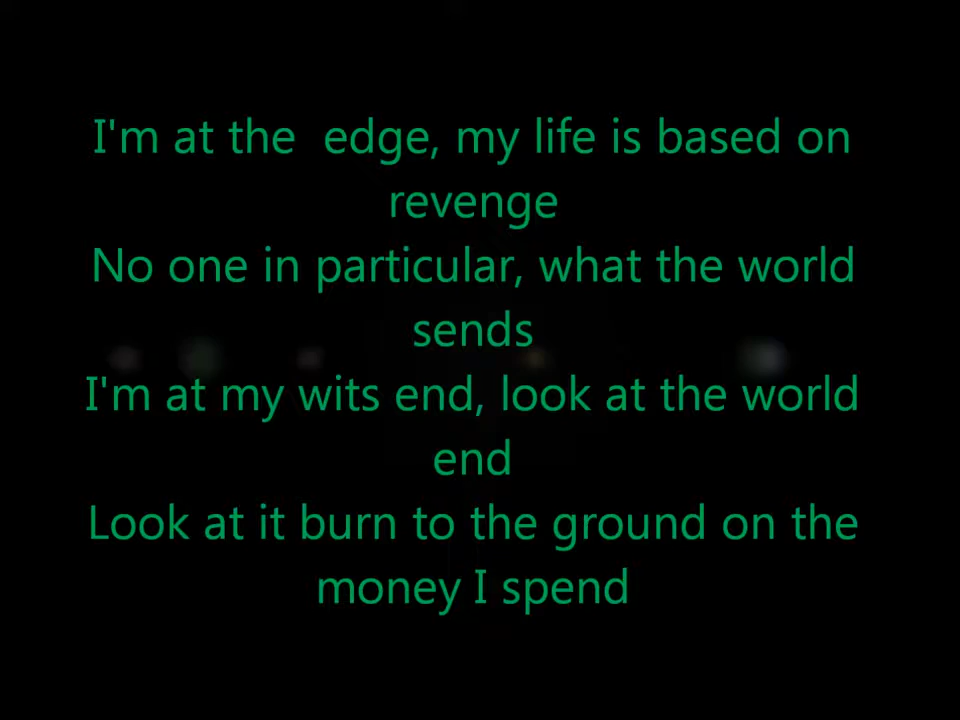 I'm at the  edge, my life is based on
revenge
No one in particular, what the world
sends
I'm at my wits end, look at the world
end
Look at it burn to the ground on the
money I spend